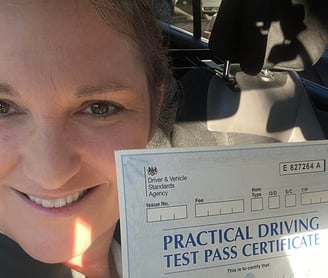 E 827264 A
Driver & Vehicle
Standards
Agency
Issue No. Fee Item Type O/D S/C. T/P
PRACTICAL DRIVING
TEST PASS CERTIFICATE
This is to certify that: